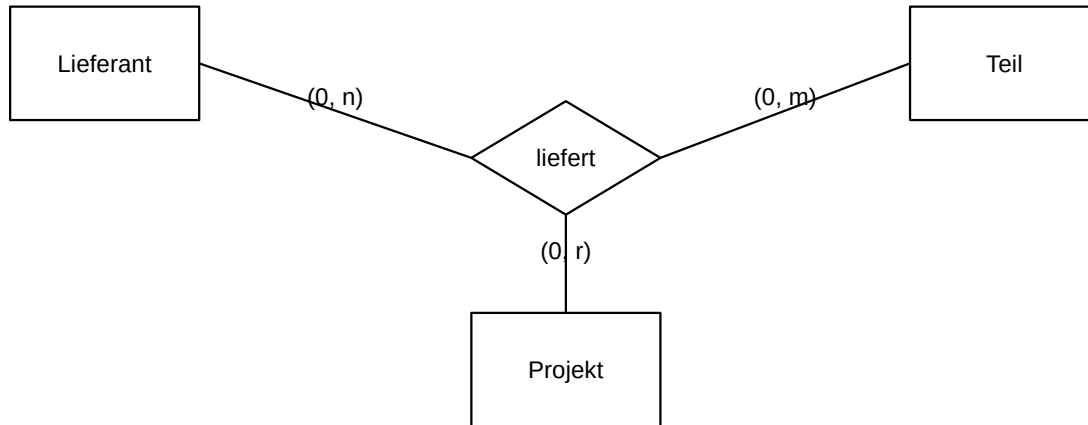 Lieferant
Teil
(0, n)
(0, m)
liefert
(0, r)
Projekt